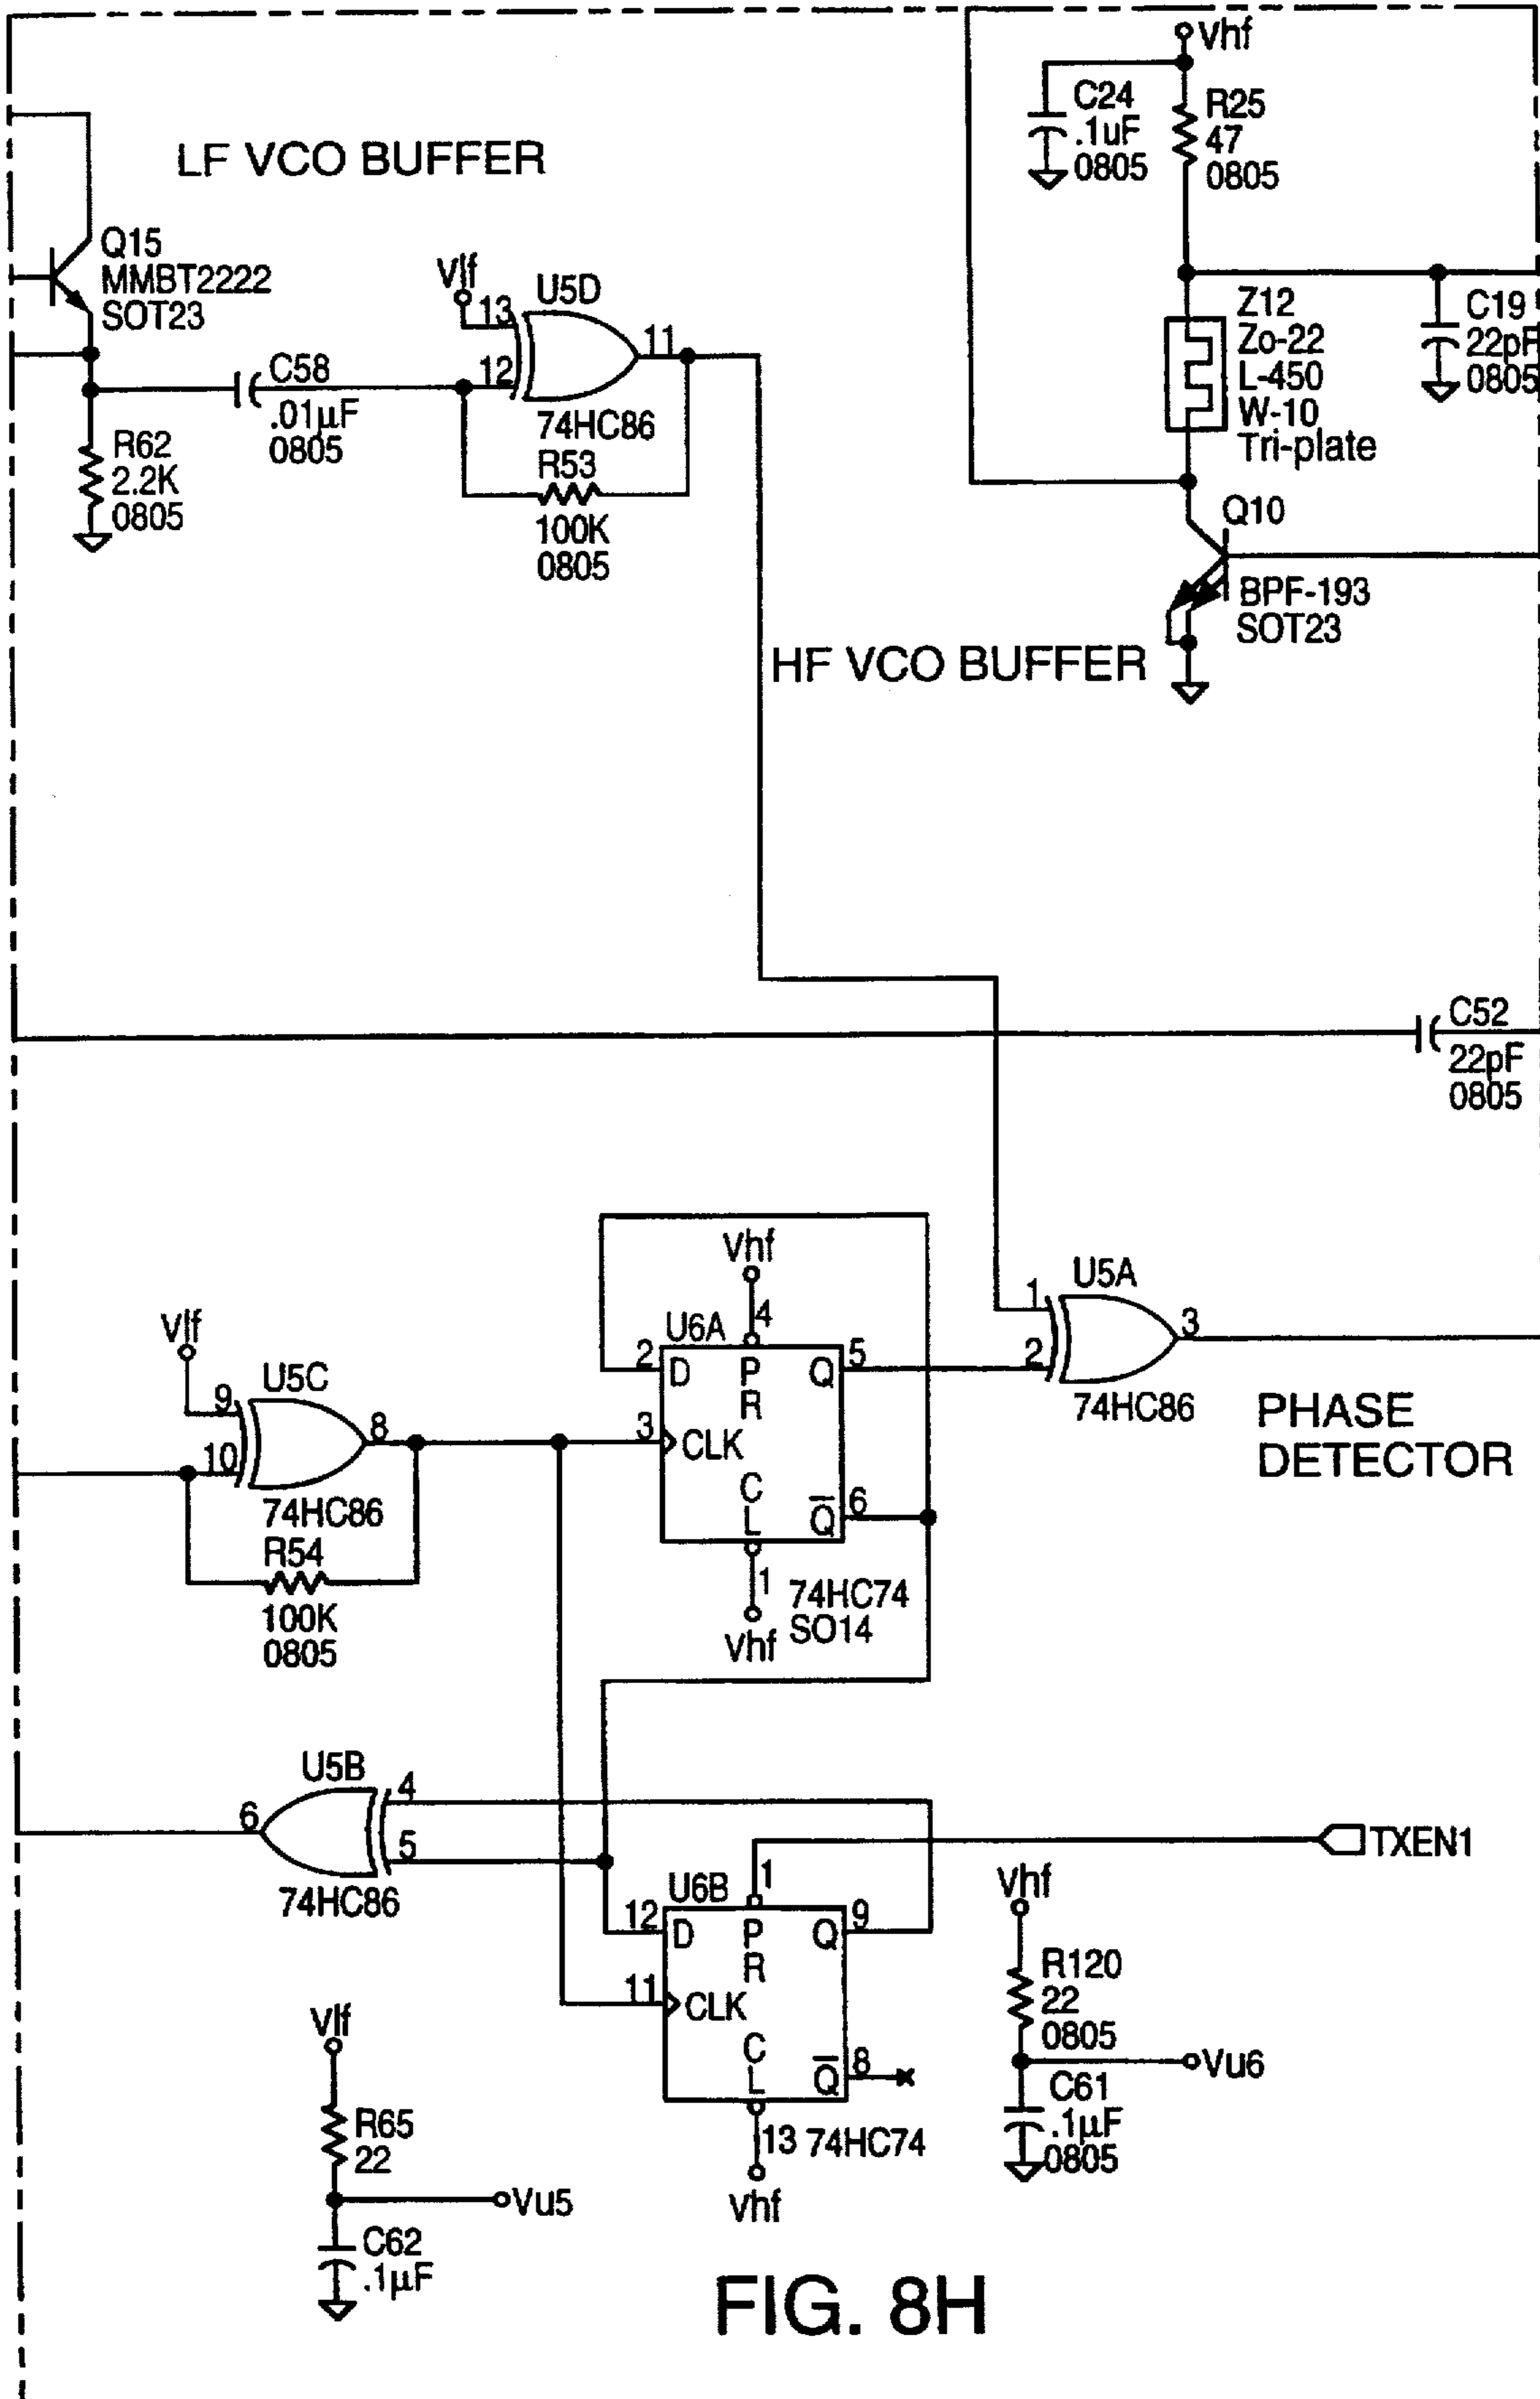 Vhf
C24
.1uF
0805
R25
47
0805
LF VCO BUFFER
Q15
MMBT2222
SOT23
Vlf
13
U5D
12
11
74HC86
C58
.01µF
0805
R62
2.2K
0805
R53
100K
0805
Z12
Zo-22
L-450
W-10
Tri-plate
C19
22pF
0805
Q10
BPF-193
SOT23
HF VCO BUFFER
C52
22pF
0805
Vhf
4
U6A
2
D
P
R
Q
5
3
CLK
C
L
Q̅
6
1
Vhf
74HC74
SO14
1
U5A
2
3
74HC86
PHASE
DETECTOR
Vlf
9
U5C
10
8
74HC86
R54
100K
0805
U5B
6
4
5
74HC86
TXEN1
1
U6B
12
D
P
R
Q
9
11
CLK
C
L
Q̅
8
13
74HC74
Vhf
Vhf
R120
22
0805
Vu6
C61
.1µF
0805
Vlf
R65
22
Vu5
C62
.1µF
FIG. 8H